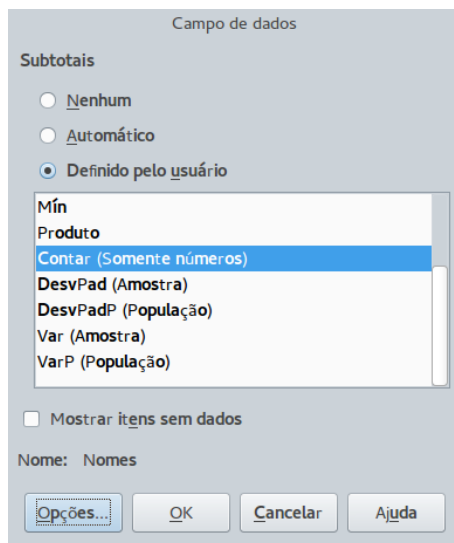 Campo de dados
Subtotais
Nenhum
Automático
Definido pelo usuário
Mín
Produto
Contar (Somente números)
DesvPad (Amostra)
DesvPadP (População)
Var (Amostra)
VarP (População)
Mostrar itens sem dados
Nome: Nomes
Opções... OK Cancelar Ajuda